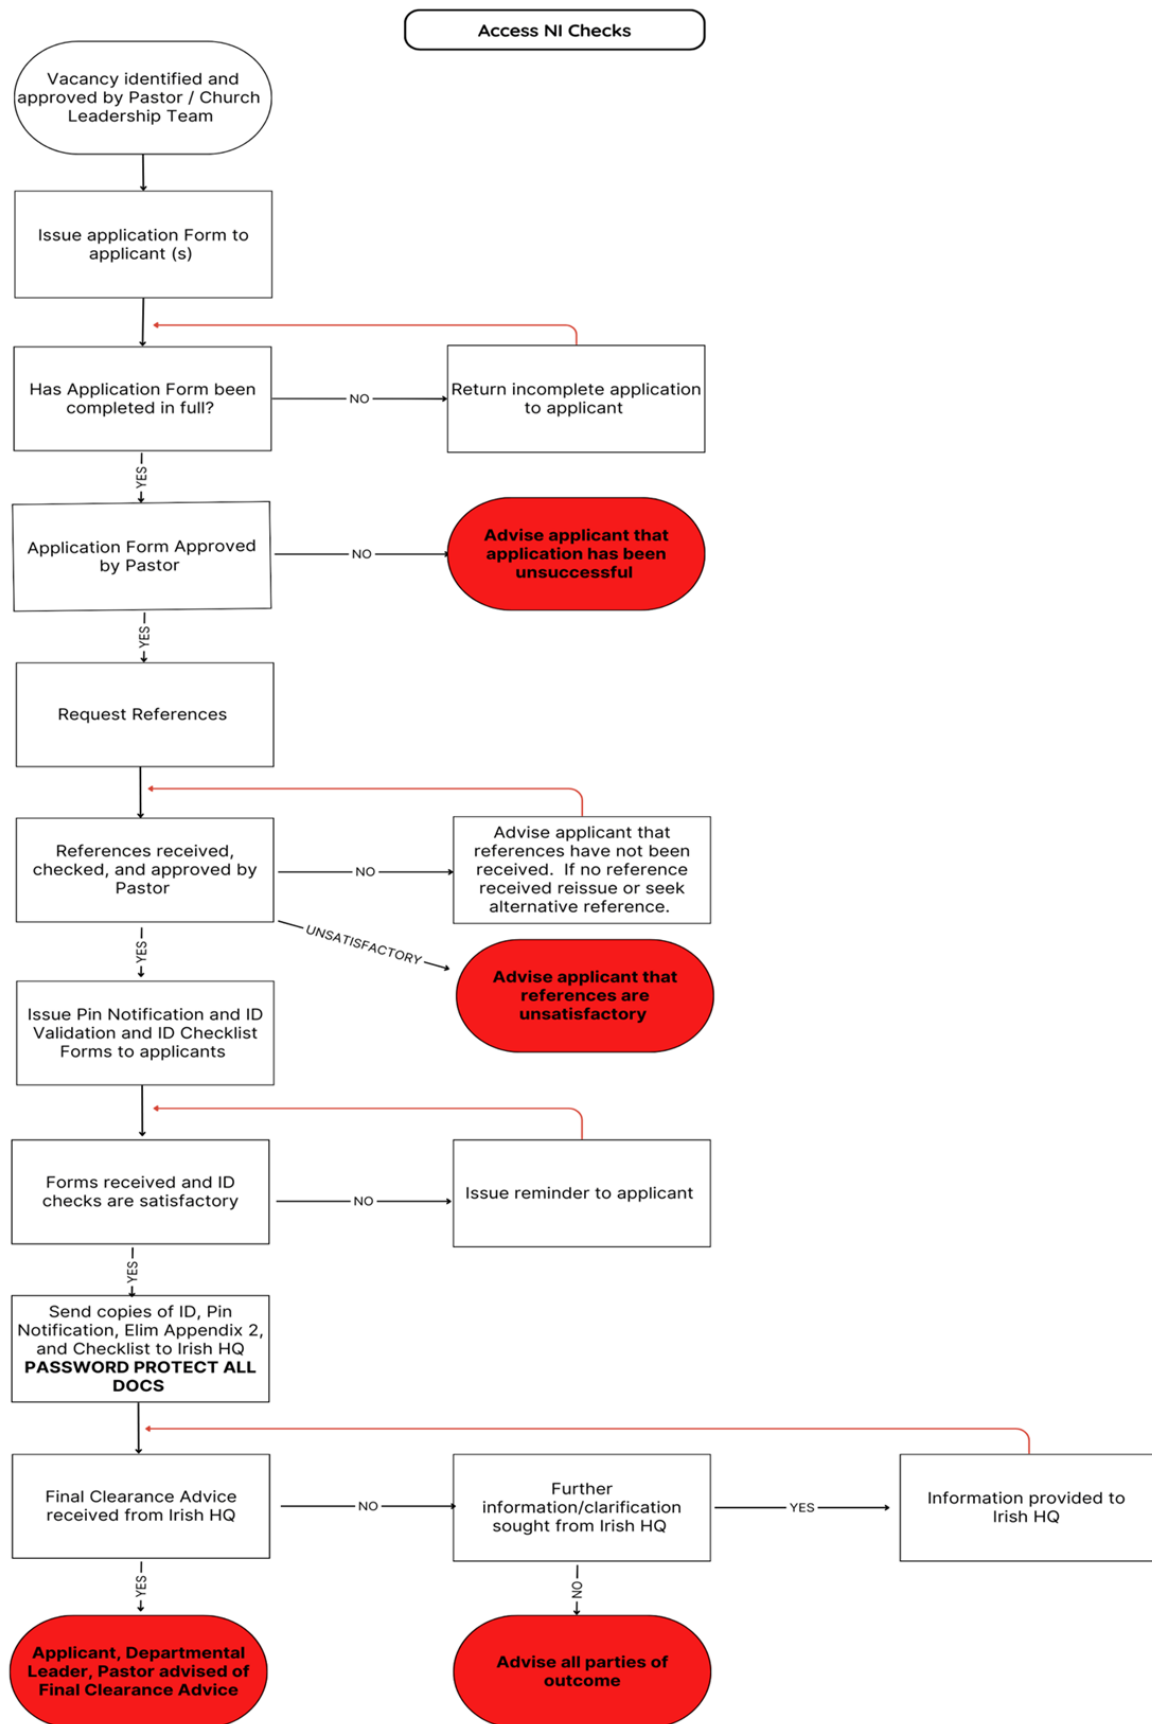 Access NI Checks
Vacancy identified and
approved by Pastor / Church
Leadership Team
Issue application Form to
applicant (s)
Has Application Form been
completed in full?
NO
Return incomplete application
to applicant
YES
Application Form Approved
by Pastor
NO
Advise applicant that
application has been
unsuccessful
YES
Request References
References received,
checked, and approved by
Pastor
NO
Advise applicant that
references have not been
received. If no reference
received reissue or seek
alternative reference.
UNSATISFACTORY
Advise applicant that
references are
unsatisfactory
YES
Issue Pin Notification and ID
Validation and ID Checklist
Forms to applicants
Forms received and ID
checks are satisfactory
NO
Issue reminder to applicant
YES
Send copies of ID, Pin
Notification, Elim Appendix 2,
and Checklist to Irish HQ
PASSWORD PROTECT ALL
DOCS
Final Clearance Advice
received from Irish HQ
NO
Further
information/clarification
sought from Irish HQ
YES
Information provided to
Irish HQ
YES
NO
Applicant, Departmental
Leader, Pastor advised of
Final Clearance Advice
Advise all parties of
outcome